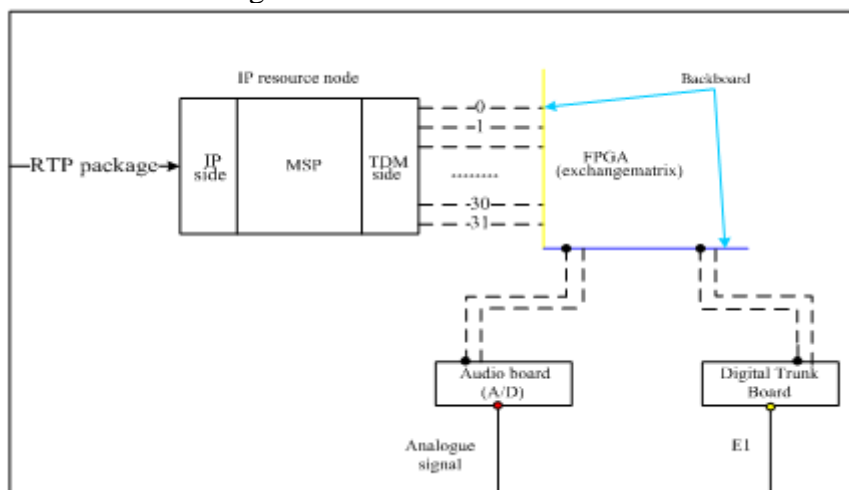 IP resource node
Backboard
-0
-1
RTP package
IP
side
MSP
TDM
side
FPGA
(exchangematrix)
........
-30
-31
Audio board
(A/D)
Digital Trunk
Board
Analogue
signal
E1